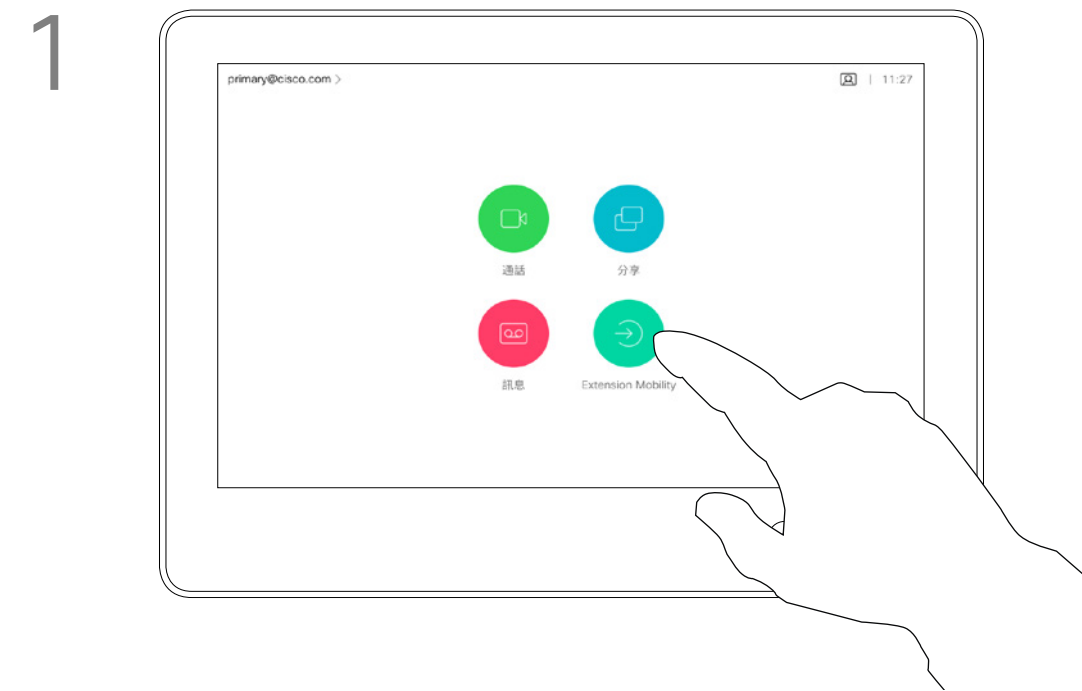 1
primary@cisco.com >
| 11:27
通話
分享
訊息
Extension Mobility